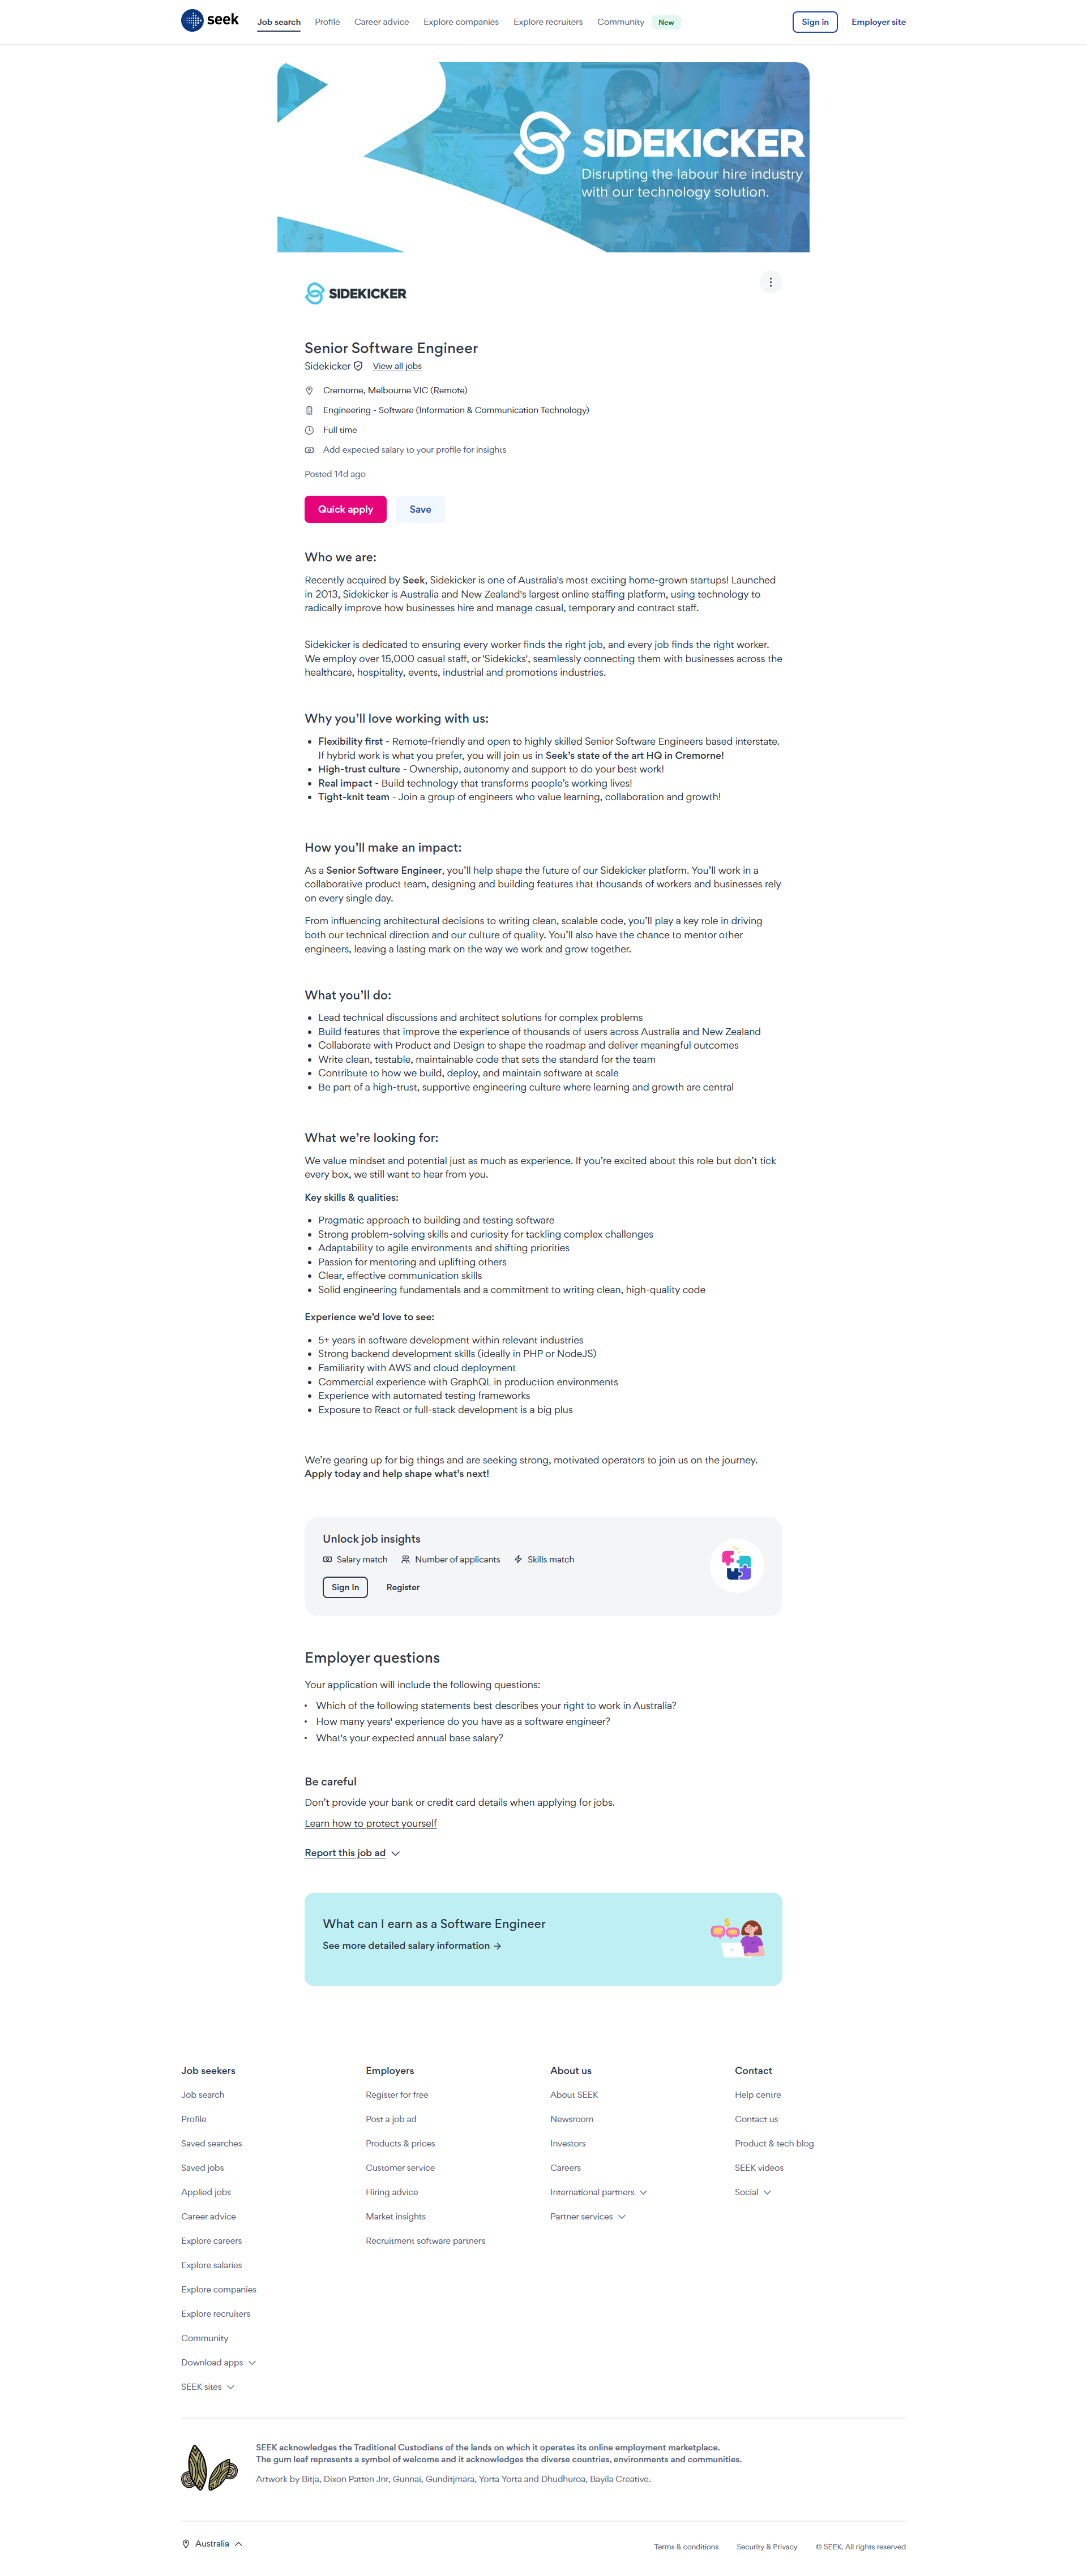 seek
Job search Profile Career advice Explore companies Explore recruiters Community New Sign in Employer site
SIDEKICKER
Disrupting the labour hire industry
with our technology solution.
SIDEKICKER
Senior Software Engineer
Sidekicker View all jobs
Cremorne, Melbourne VIC (Remote)
Engineering - Software (Information & Communication Technology)
Full time
Add expected salary to your profile for insights
Posted 14d ago
Quick apply Save
Who we are:
Recently acquired by Seek, Sidekicker is one of Australia's most exciting home-grown startups! Launched
in 2013, Sidekicker is Australia and New Zealand's largest online staffing platform, using technology to
radically improve how businesses hire and manage casual, temporary and contract staff.
Sidekicker is dedicated to ensuring every worker finds the right job, and every job finds the right worker.
We employ over 15,000 casual staff, or 'Sidekicks', seamlessly connecting them with businesses across the
healthcare, hospitality, events, industrial and promotions industries.
Why you'll love working with us:
• Flexibility first - Remote-friendly and open to highly skilled Senior Software Engineers based interstate.
If hybrid work is what you prefer, you will join us in Seek's state of the art HQ in Cremorne!
• High-trust culture - Ownership, autonomy and support to do your best work!
• Real impact - Build technology that transforms people's working lives!
• Tight-knit team - Join a group of engineers who value learning, collaboration and growth!
How you'll make an impact:
As a Senior Software Engineer, you'll help shape the future of our Sidekicker platform. You'll work in a
collaborative product team, designing and building features that thousands of workers and businesses rely
on every single day.
From influencing architectural decisions to writing clean, scalable code, you'll play a key role in driving
both our technical direction and our culture of quality. You'll also have the chance to mentor other
engineers, leaving a lasting mark on the way we work and grow together.
What you'll do:
• Lead technical discussions and architect solutions for complex problems
• Build features that improve the experience of thousands of users across Australia and New Zealand
• Collaborate with Product and Design to shape the roadmap and deliver meaningful outcomes
• Write clean, testable, maintainable code that sets the standard for the team
• Contribute to how we build, deploy, and maintain software at scale
• Be part of a high-trust, supportive engineering culture where learning and growth are central
What we're looking for:
We value mindset and potential just as much as experience. If you're excited about this role but don't tick
every box, we still want to hear from you.
Key skills & qualities:
• Pragmatic approach to building and testing software
• Strong problem-solving skills and curiosity for tackling complex challenges
• Adaptability to agile environments and shifting priorities
• Passion for mentoring and uplifting others
• Clear, effective communication skills
• Solid engineering fundamentals and a commitment to writing clean, high-quality code
Experience we'd love to see:
• 5+ years in software development within relevant industries
• Strong backend development skills (ideally in PHP or NodeJS)
• Familiarity with AWS and cloud deployment
• Commercial experience with GraphQL in production environments
• Experience with automated testing frameworks
• Exposure to React or full-stack development is a big plus
We're gearing up for big things and are seeking strong, motivated operators to join us on the journey.
Apply today and help shape what's next!
Unlock job insights
Salary match Number of applicants Skills match
Sign In Register
Employer questions
Your application will include the following questions:
• Which of the following statements best describes your right to work in Australia?
• How many years' experience do you have as a software engineer?
• What's your expected annual base salary?
Be careful
Don't provide your bank or credit card details when applying for jobs.
Learn how to protect yourself
Report this job ad
What can I earn as a Software Engineer
See more detailed salary information →
Job seekers Employers About us Contact
Job search Register for free About SEEK Help centre
Profile Post a job ad Newsroom Contact us
Saved searches Products & prices Investors Product & tech blog
Saved jobs Customer service Careers SEEK videos
Applied jobs Hiring advice International partners Social
Career advice Market insights Partner services
Explore careers Recruitment software partners
Explore salaries
Explore companies
Explore recruiters
Community
Download apps
SEEK sites
SEEK acknowledges the Traditional Custodians of the lands on which it operates its online employment marketplace.
The gum leaf represents a symbol of welcome and it acknowledges the diverse countries, environments and communities.
Artwork by Bitja, Dixon Patten Jnr, Gunnai, Gunditjmara, Yorta Yorta and Dhudhuroa, Bayila Creative.
Australia Terms & conditions Security & Privacy © SEEK. All rights reserved